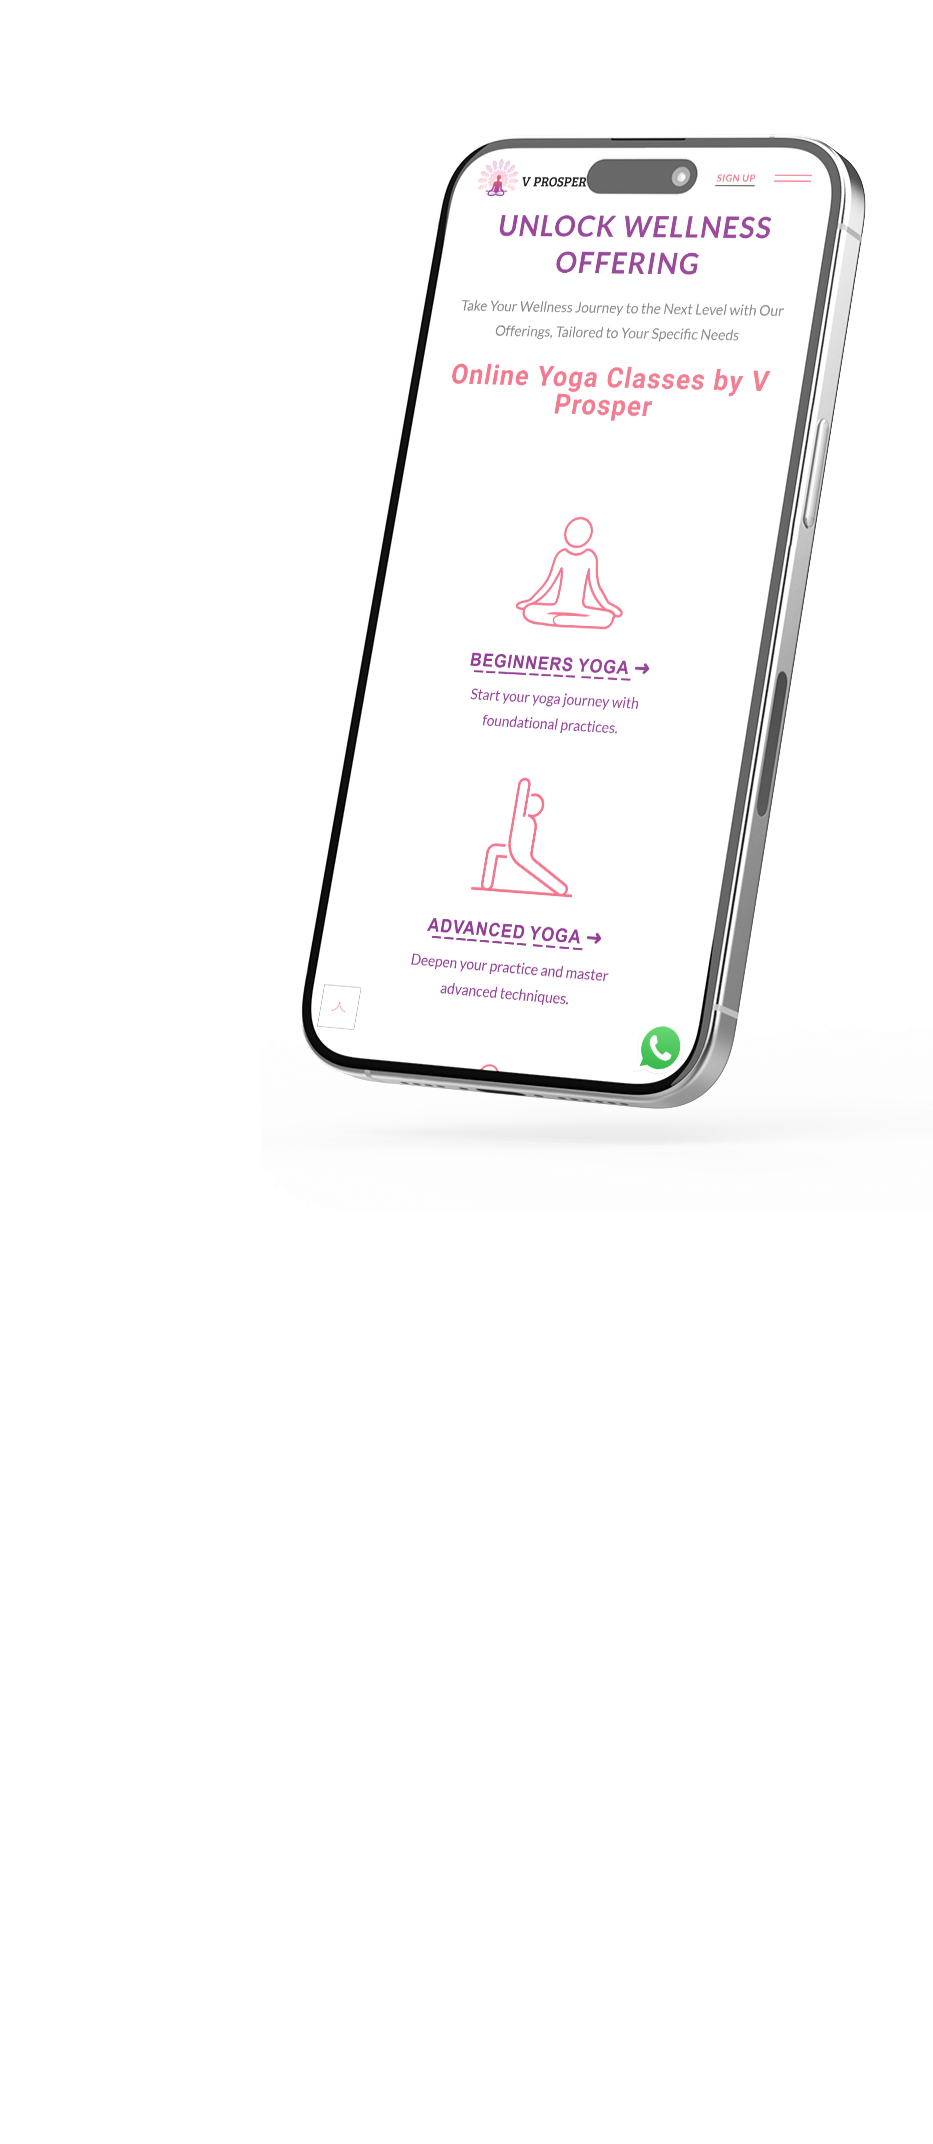 V PROSPER
SIGN UP
UNLOCK WELLNESS
OFFERING
Take Your Wellness Journey to the Next Level with Our
Offerings, Tailored to Your Specific Needs
Online Yoga Classes by V
Prosper
BEGINNERS YOGA ➜
Start your yoga journey with
foundational practices.
ADVANCED YOGA ➜
Deepen your practice and master
advanced techniques.